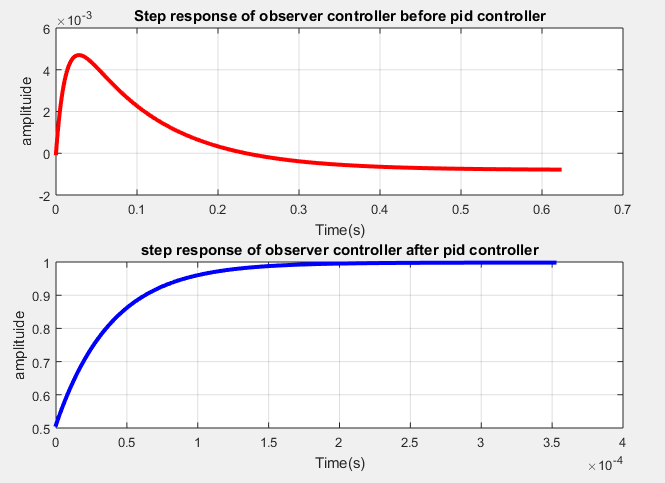 Step response of observer controller before pid controller
×10-3
6
4
2
0
-2
amplituide
0 0.1 0.2 0.3 0.4 0.5 0.6 0.7
Time(s)
step response of observer controller after pid controller
1
0.9
0.8
0.7
0.6
0.5
amplituide
0 0.5 1 1.5 2 2.5 3 3.5 4
Time(s)
×10-4